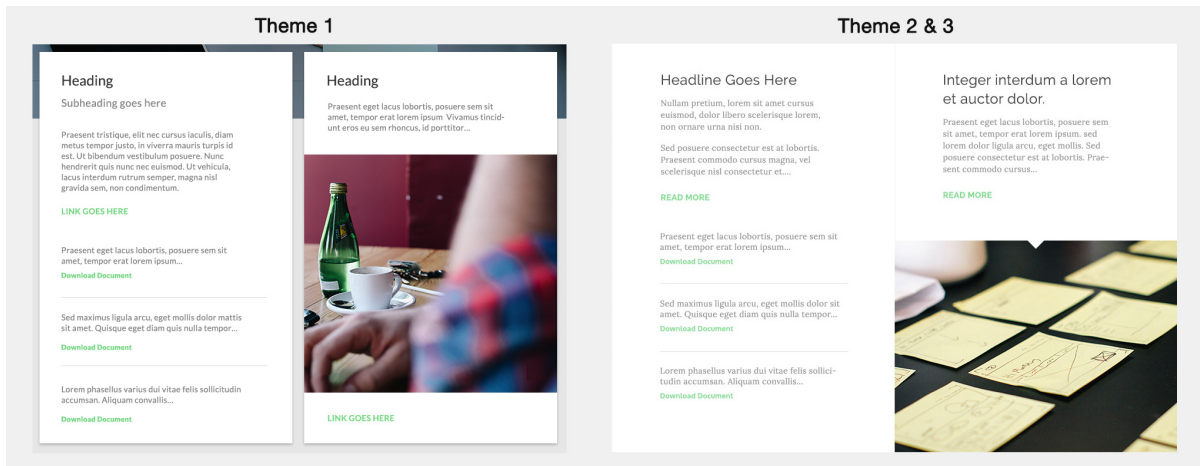 Theme 1
Heading
Subheading goes here
Praesent tristique, elit nec cursus iaculis, diam
metus tempor justo, in viverra mauris turpis id
est. Ut bibendum vestibulum posuere. Nunc
hendrerit quis nunc nec euismod. Ut vehicula,
lacus interdum rutrum semper, magna nisl
gravida sem, non condimentum.
LINK GOES HERE
Praesent eget lacus lobortis, posuere sem sit
amet, tempor erat lorem ipsum...
Download Document
Sed maximus ligula arcu, eget mollis dolor mattis
sit amet. Quisque eget diam quis nulla tempor...
Download Document
Lorem phasellus varius dui vitae felis sollicitudin
accumsan. Aliquam convallis...
Download Document
Heading
Praesent eget lacus lobortis, posuere sem sit
amet, tempor erat lorem ipsum Vivamus tincid-
unt eros eu sem rhoncus, id porttitor...
LINK GOES HERE
Theme 2 & 3
Headline Goes Here
Nullam pretium, lorem sit amet cursus
euismod, dolor libero scelerisque lorem,
non ornare urna nisi non.
Sed posuere consectetur est at lobortis.
Praesent commodo cursus magna, vel
scelerisque nisl consectetur et....
READ MORE
Praesent eget lacus lobortis, posuere sem sit
amet, tempor erat lorem ipsum...
Download Document
Sed maximus ligula arcu, eget mollis dolor sit
amet. Quisque eget diam quis nulla tempor...
Download Document
Lorem phasellus varius dui vitae felis sollici-
tudin accumsan. Aliquam convallis...
Download Document
Integer interdum a lorem
et auctor dolor.
Praesent eget lacus lobortis, posuere sem
sit amet, tempor erat lorem ipsum. sed
lorem dolor ligula arcu, eget mollis. Sed
posuere consectetur est at lobortis. Prae-
sent commodo cursus...
READ MORE